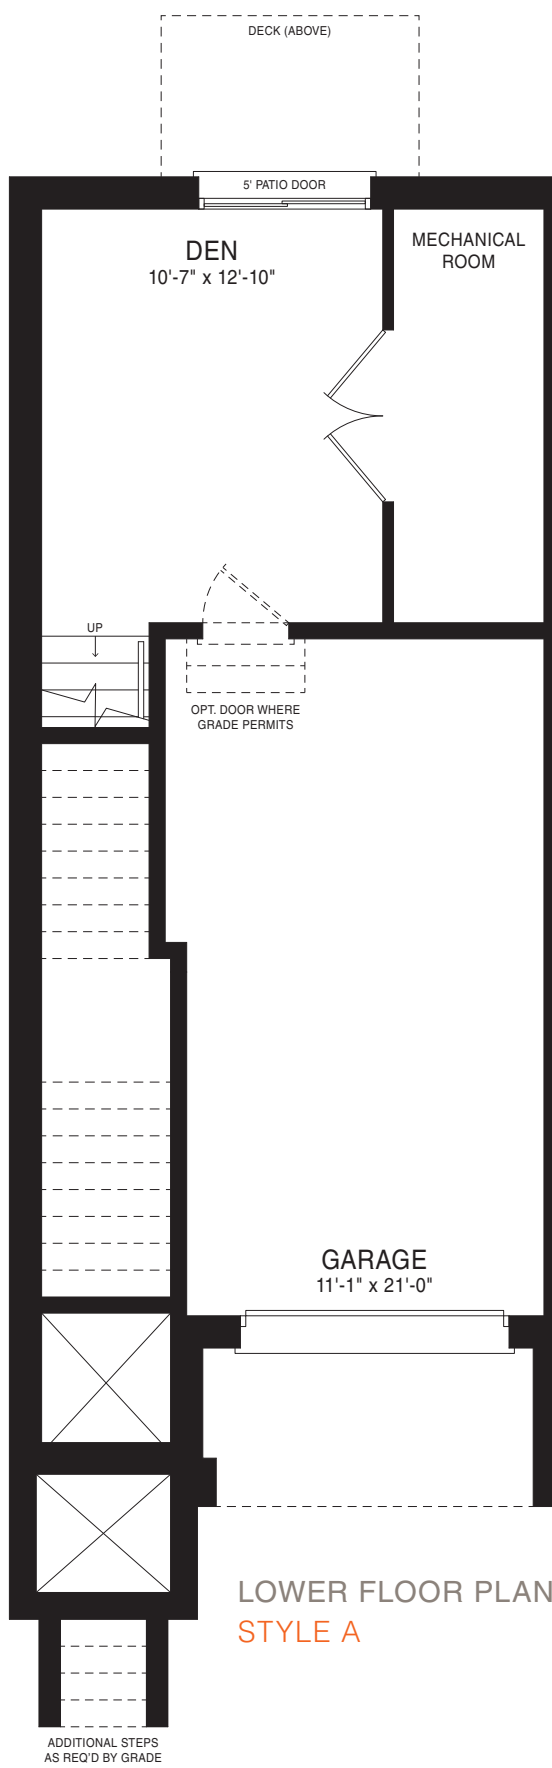 DECK (ABOVE)
5' PATIO DOOR
DEN
10'-7" x 12'-10"
MECHANICAL
ROOM
UP
OPT. DOOR WHERE
GRADE PERMITS
GARAGE
11'-1" x 21'-0"
LOWER FLOOR PLAN
STYLE A
ADDITIONAL STEPS
AS REQ'D BY GRADE